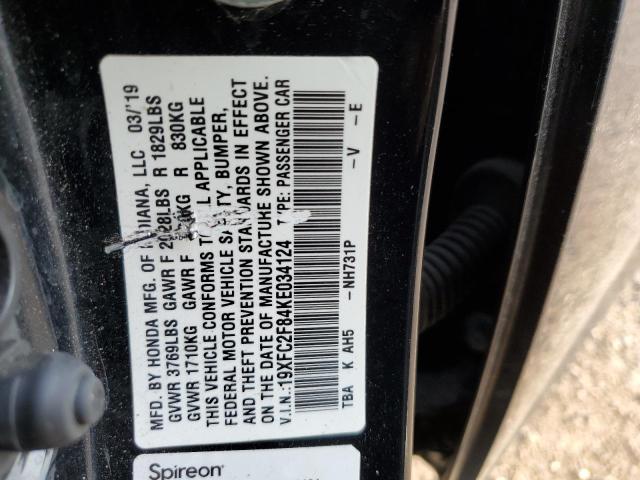 MFD. BY HONDA MFG. OF INDIANA, LLC 03/'19
GVWR 3769LBS GAWR F LBS R 1829LBS
GVWR 1710KG GAWR F KG R 830KG
THIS VEHICLE CONFORMS TO ALL APPLICABLE
FEDERAL MOTOR VEHICLE SAFETY, BUMPER,
AND THEFT PREVENTION STANDARDS IN EFFECT
ON THE DATE OF MANUFACTURE SHOWN ABOVE.
V.I.N.:19XFC2F84KE034124 TYPE: PASSENGER CAR
TBA K AH5 -NH731P -V -E
Spireon